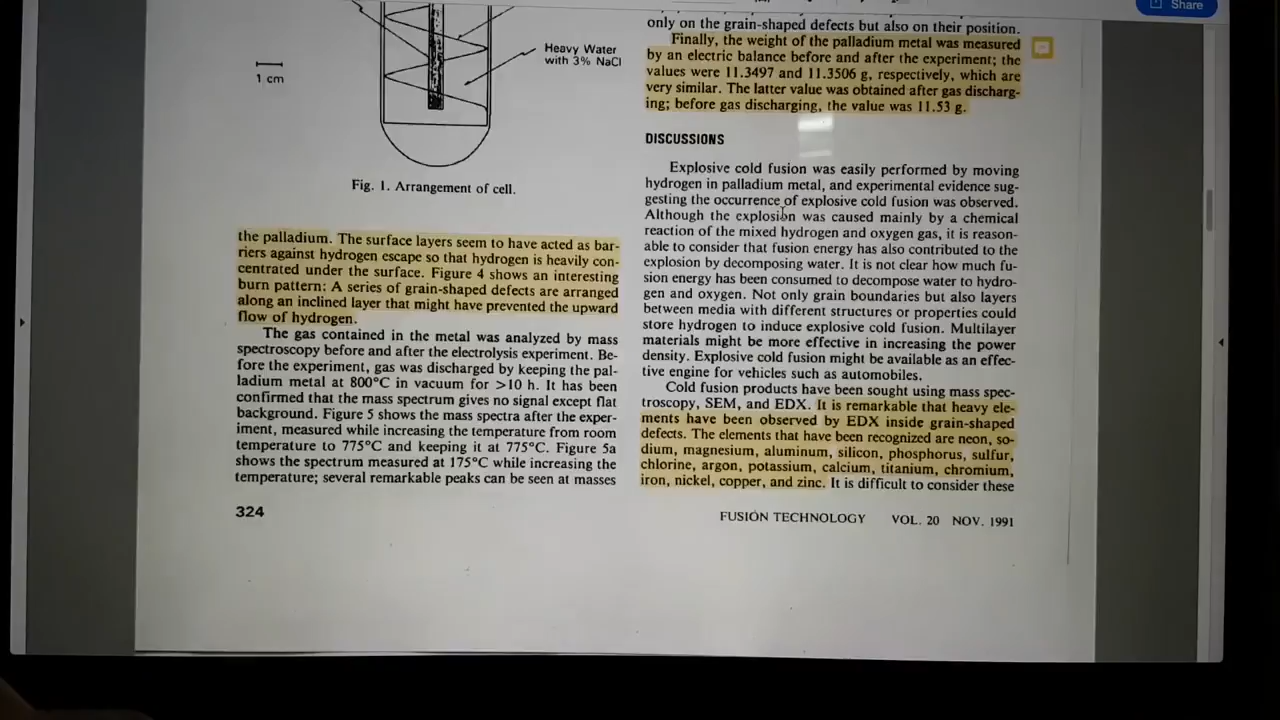 Share
Heavy Water
with 3% NaCl
1 cm
Fig. 1. Arrangement of cell.
the palladium. The surface layers seem to have acted as bar-
riers against hydrogen escape so that hydrogen is heavily con-
centrated under the surface. Figure 4 shows an interesting
burn pattern: A series of grain-shaped defects are arranged
along an inclined layer that might have prevented the upward
flow of hydrogen.
The gas contained in the metal was analyzed by mass
spectroscopy before and after the electrolysis experiment. Be-
fore the experiment, gas was discharged by keeping the pal-
ladium metal at 800°C in vacuum for >10 h. It has been
confirmed that the mass spectrum gives no signal except flat
background. Figure 5 shows the mass spectra after the exper-
iment, measured while increasing the temperature from room
temperature to 775°C and keeping it at 775°C. Figure 5a
shows the spectrum measured at 175°C while increasing the
temperature; several remarkable peaks can be seen at masses
324
only on the grain-shaped defects but also on their position.
Finally, the weight of the palladium metal was measured
by an electric balance before and after the experiment; the
values were 11.3497 and 11.3506 g, respectively, which are
very similar. The latter value was obtained after gas discharg-
ing; before gas discharging, the value was 11.53 g.
DISCUSSIONS
Explosive cold fusion was easily performed by moving
hydrogen in palladium metal, and experimental evidence sug-
gesting the occurrence of explosive cold fusion was observed.
Although the explosion was caused mainly by a chemical
reaction of the mixed hydrogen and oxygen gas, it is reason-
able to consider that fusion energy has also contributed to the
explosion by decomposing water. It is not clear how much fu-
sion energy has been consumed to decompose water to hydro-
gen and oxygen. Not only grain boundaries but also layers
between media with different structures or properties could
store hydrogen to induce explosive cold fusion. Multilayer
materials might be more effective in increasing the power
density. Explosive cold fusion might be available as an effec-
tive engine for vehicles such as automobiles.
Cold fusion products have been sought using mass spec-
troscopy, SEM, and EDX. It is remarkable that heavy ele-
ments have been observed by EDX inside grain-shaped
defects. The elements that have been recognized are neon, so-
dium, magnesium, aluminum, silicon, phosphorus, sulfur,
chlorine, argon, potassium, calcium, titanium, chromium,
iron, nickel, copper, and zinc. It is difficult to consider these
FUSION TECHNOLOGY VOL. 20 NOV. 1991